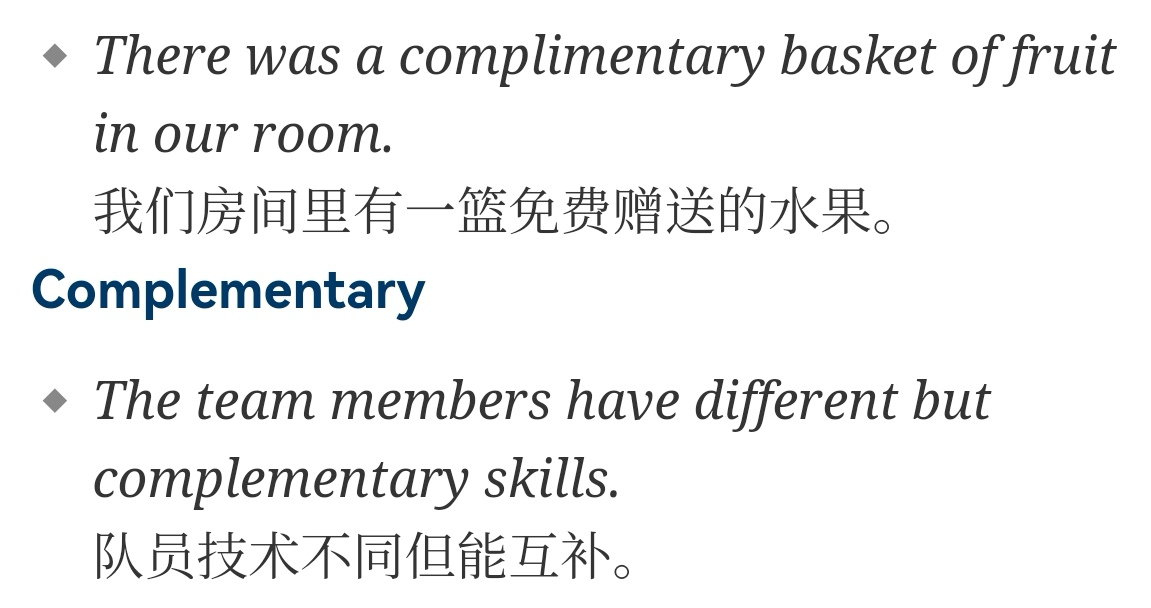 There was a complimentary basket of fruit
in our room.
我们房间里有一篮免费赠送的水果。
Complementary
The team members have different but
complementary skills.
队员技术不同但能互补。